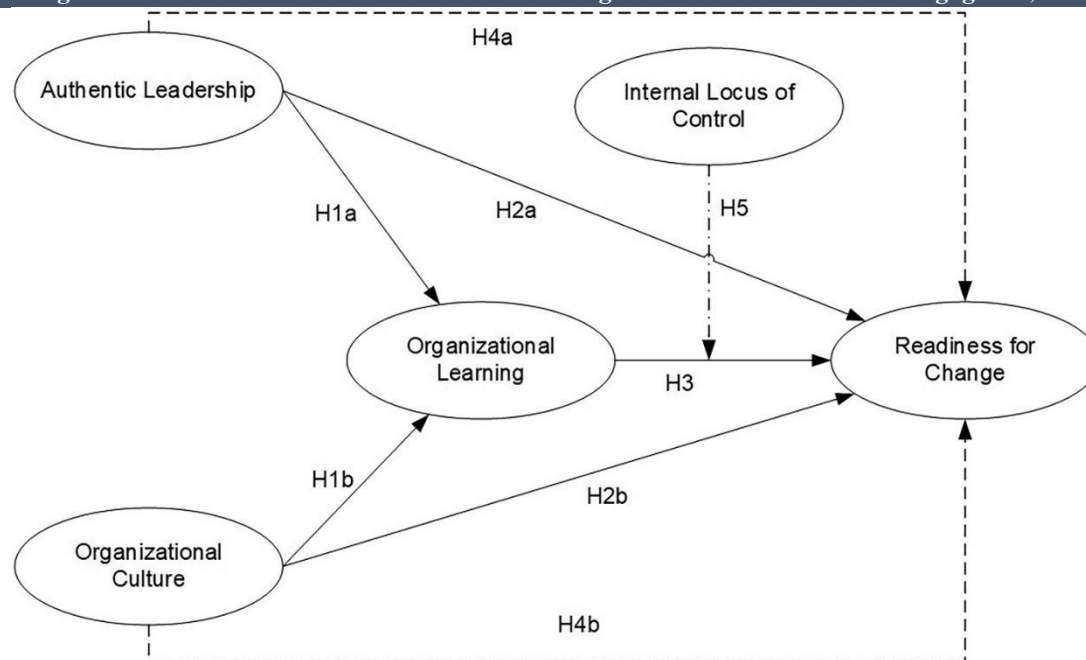 H4a
Authentic Leadership
Internal Locus of
Control
H5
H1a
H2a
Organizational
Learning
Readiness for
Change
H3
H1b
H2b
Organizational
Culture
H4b